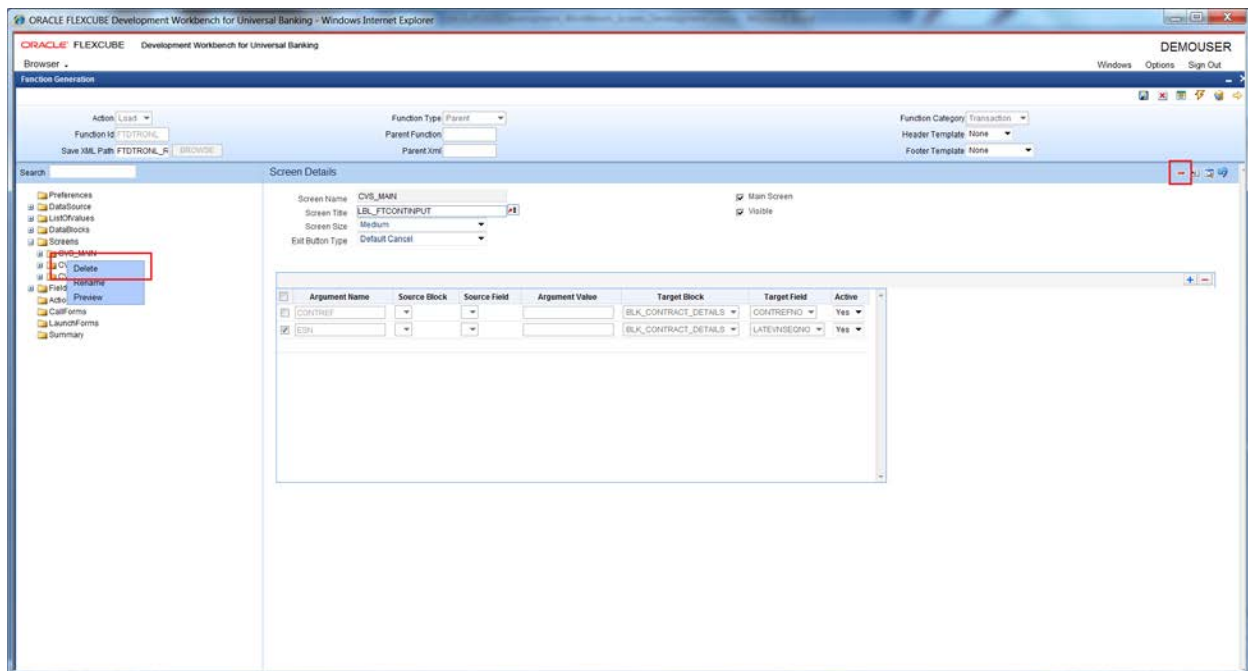 ORACLE FLEXCUBE Development Workbench for Universal Banking - Windows Internet Explorer
ORACLE FLEXCUBE Development Workbench for Universal Banking DEMOUSER
Browser Windows Options Sign Out
Function Generation
Action Load Function Type Parent Function Category Transaction
Function Id FTDTRONL Parent Function Header Template None
Save XML Path FTDTRONL_R BROWSE Parent Xml Footer Template None
Search Screen Details
Preferences
DataSource
ListOfValues
DataBlocks
Screens
CVS_MAIN
Delete
Rename
Preview
Field
Actio
CallForms
LaunchForms
Summary
Screen Name CVS_MAIN Main Screen
Screen Title LBL_FTCONTINPUT Visible
Screen Size Medium
Exit Button Type Default Cancel
Argument Name Source Block Source Field Argument Value Target Block Target Field Active
CONTREF BLK_CONTRACT_DETAILS CONTREFNO Yes
ESN BLK_CONTRACT_DETAILS LATEVNSEQNO Yes